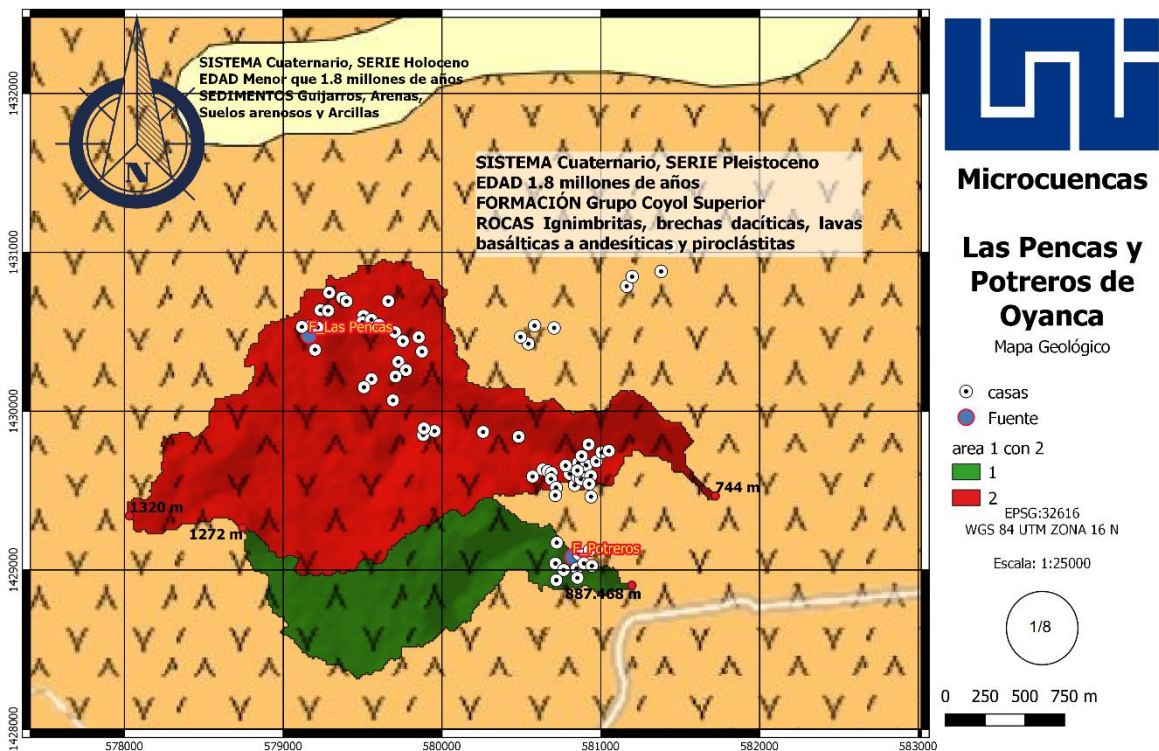 SISTEMA Cuaternario, SERIE Holoceno
EDAD Menor que 1.8 millones de años
SEDIMENTOS Guijarros, Arenas,
Suelos arenosos y Arcillas
N
SISTEMA Cuaternario, SERIE Pleistoceno
EDAD 1.8 millones de años
FORMACIÓN Grupo Coyol Superior
ROCAS Ignimbritas, brechas dacíticas, lavas
basálticas a andesíticas y piroclástitas
F_Las Pencas
1320 m
1272 m
744 m
F_Potreros
887.468 m
1432000
1431000
1430000
1429000
1428000
578000
579000
580000
581000
582000
583000
uni
Microcuencas
Las Pencas y
Potreros de
Oyanca
Mapa Geológico
casas
Fuente
area 1 con 2
1
2
EPSG:32616
WGS 84 UTM ZONA 16 N
Escala: 1:25000
1/8
0 250 500 750 m